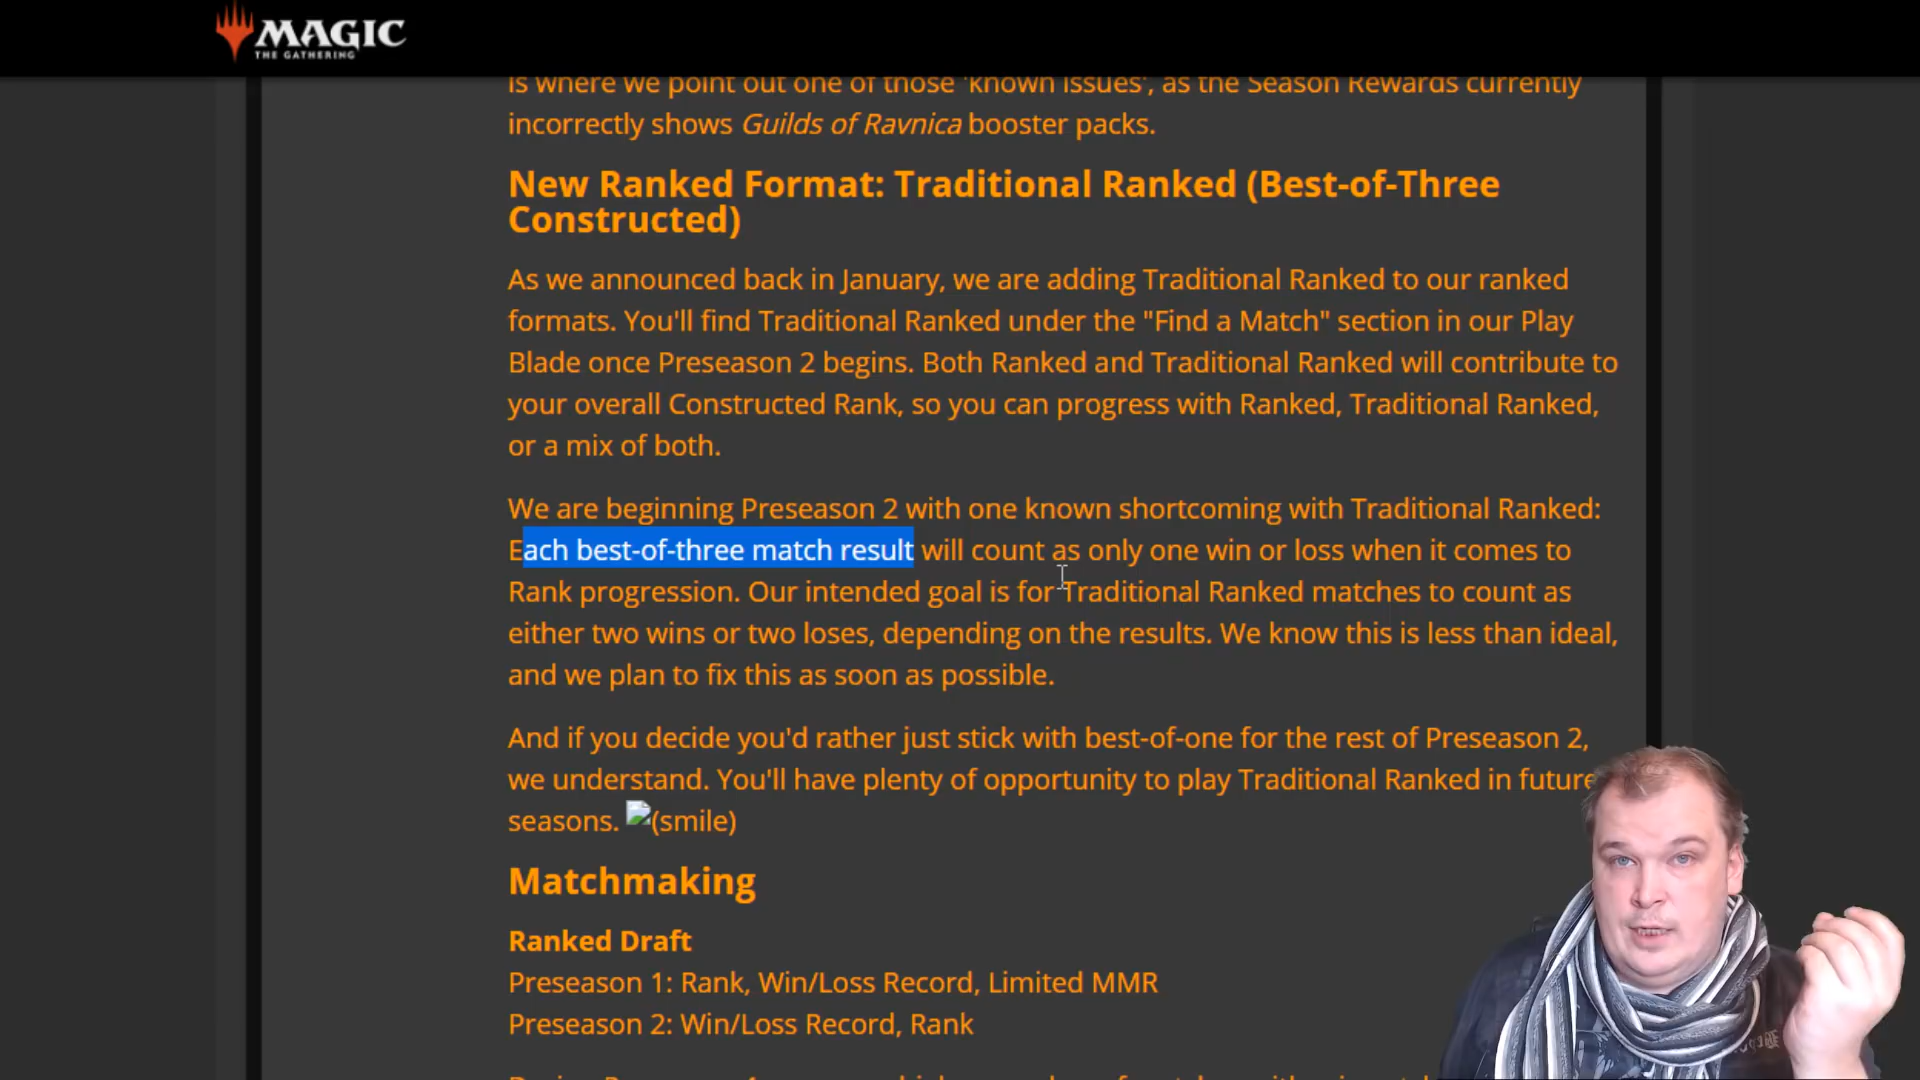 MAGIC
THE GATHERING
is where we point out one of those 'known issues', as the Season Rewards currently
incorrectly shows Guilds of Ravnica booster packs.
New Ranked Format: Traditional Ranked (Best-of-Three
Constructed)
As we announced back in January, we are adding Traditional Ranked to our ranked
formats. You'll find Traditional Ranked under the "Find a Match" section in our Play
Blade once Preseason 2 begins. Both Ranked and Traditional Ranked will contribute to
your overall Constructed Rank, so you can progress with Ranked, Traditional Ranked,
or a mix of both.
We are beginning Preseason 2 with one known shortcoming with Traditional Ranked:
Each best-of-three match result will count as only one win or loss when it comes to
Rank progression. Our intended goal is for Traditional Ranked matches to count as
either two wins or two loses, depending on the results. We know this is less than ideal,
and we plan to fix this as soon as possible.
And if you decide you'd rather just stick with best-of-one for the rest of Preseason 2,
we understand. You'll have plenty of opportunity to play Traditional Ranked in future
seasons. (smile)
Matchmaking
Ranked Draft
Preseason 1: Rank, Win/Loss Record, Limited MMR
Preseason 2: Win/Loss Record, Rank